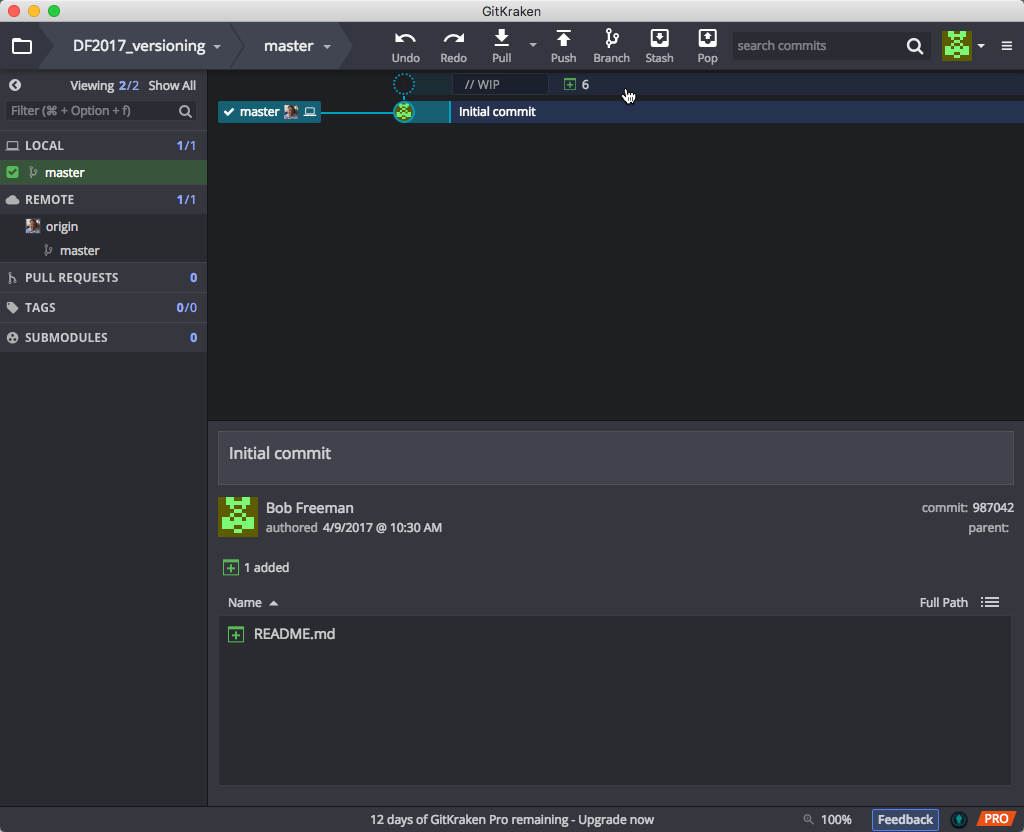 GitKraken
DF2017_versioning
master
Undo
Redo
Pull
Push
Branch
Stash
Pop
search commits
Viewing 2/2 Show All
Filter (⌘ + Option + f)
// WIP
6
master
Initial commit
LOCAL 1/1
master
REMOTE 1/1
origin
master
PULL REQUESTS 0
TAGS 0/0
SUBMODULES 0
Initial commit
Bob Freeman
authored 4/9/2017 @ 10:30 AM
commit: 987042
parent:
1 added
Name
Full Path
README.md
12 days of GitKraken Pro remaining - Upgrade now
100%
Feedback
PRO